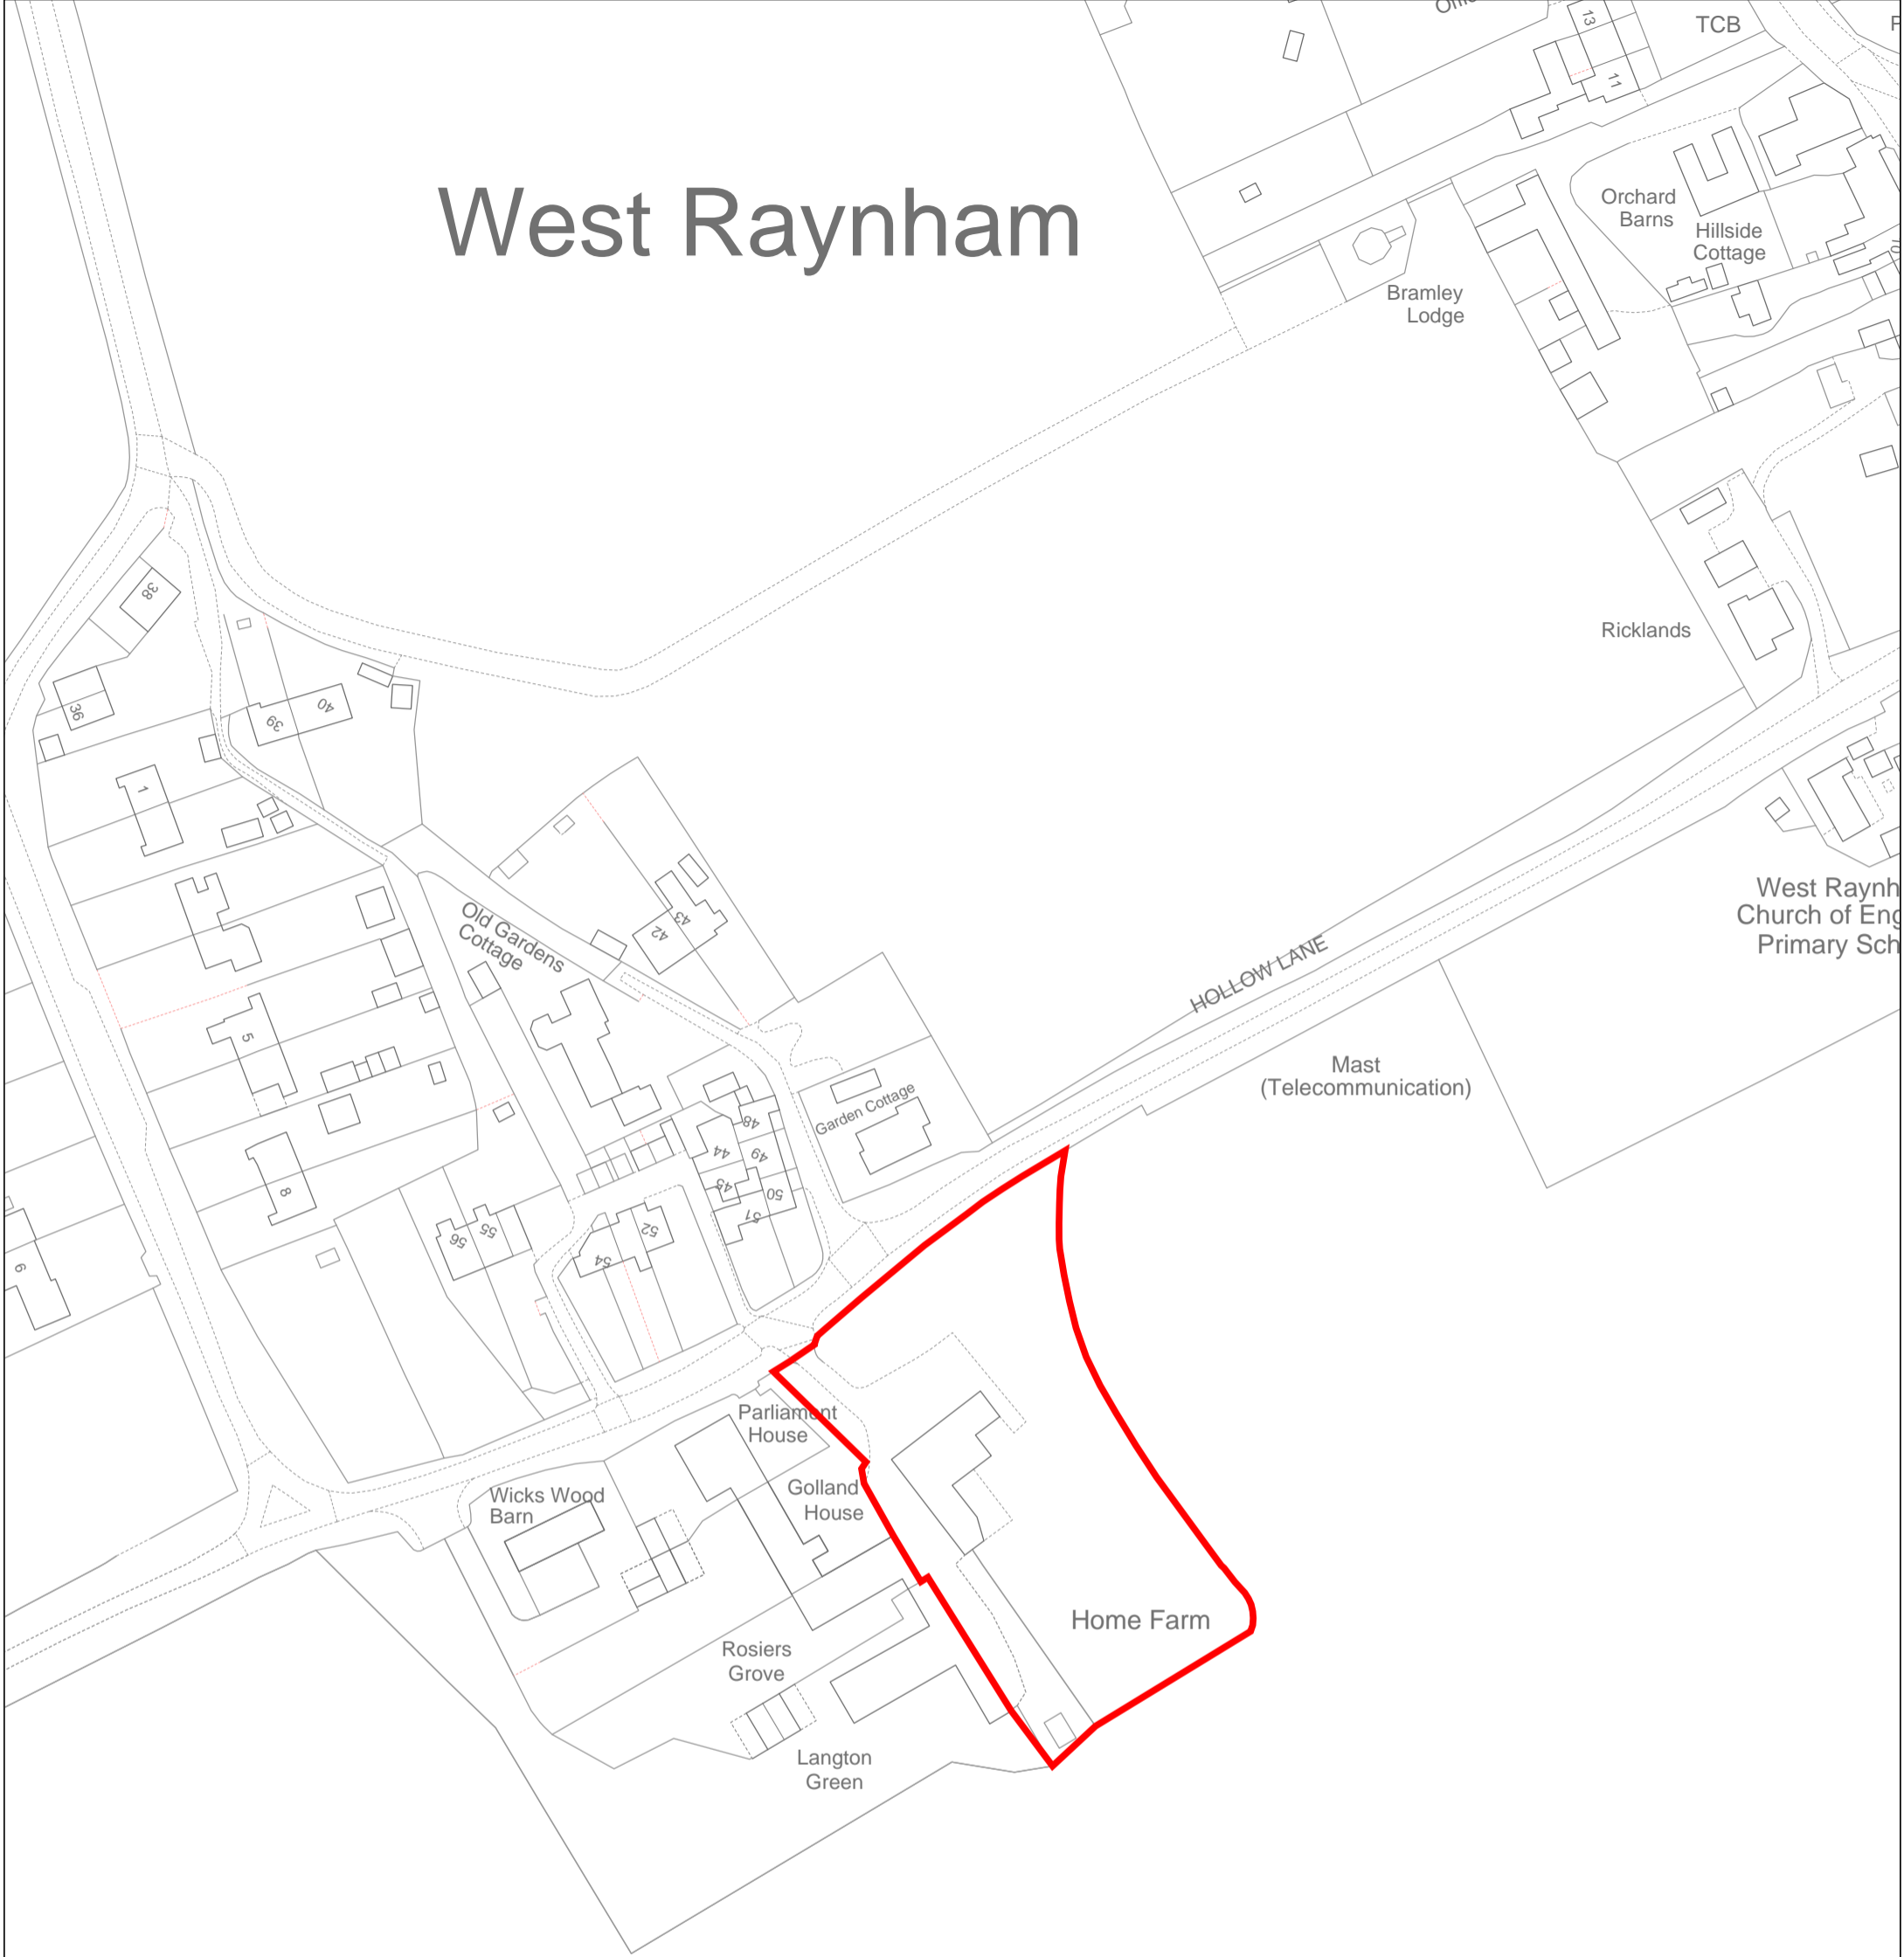 TCB
13
11
West Raynham
Orchard
Barns
Hillside
Cottage
Bramley
Lodge
38
Ricklands
36
39
40
1
West Raynh
Church of Eng
Primary Sch
Old Gardens
Cottage
42
43
HOLLOW LANE
5
Mast
(Telecommunication)
Garden Cottage
48
44
49
45
50
51
8
52
55
56
54
6
Parliament
House
Golland
House
Wicks Wood
Barn
Home Farm
Rosiers
Grove
Langton
Green